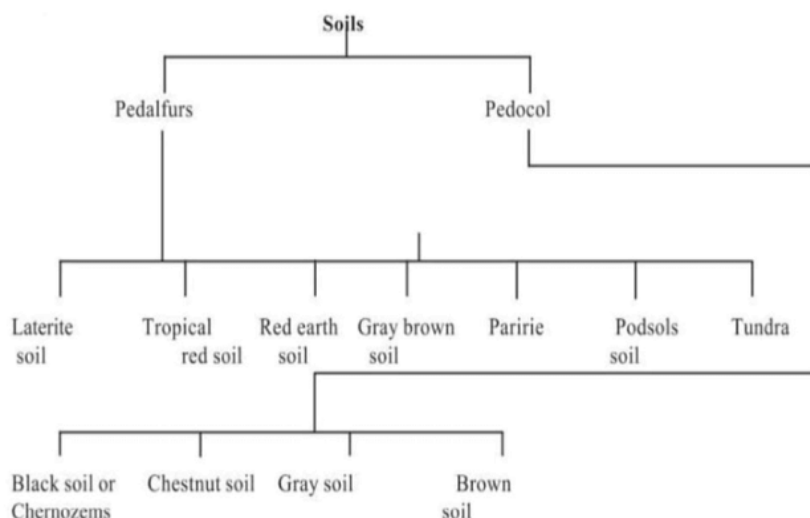 Soils
Pedalfurs Pedocol
Laterite Tropical Red earth Gray brown Paririe Podsols Tundra
soil red soil soil soil soil
Black soil or Chestnut soil Gray soil Brown
Chernozems soil